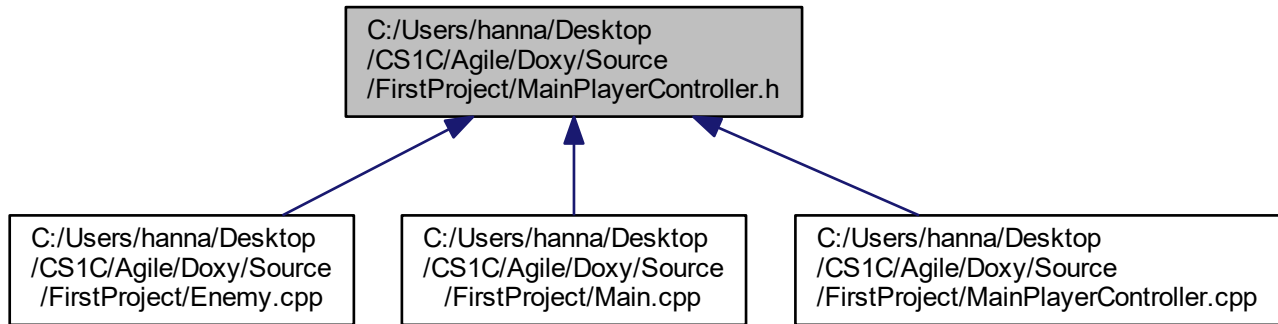 C:/Users/hanna/Desktop
/CS1C/Agile/Doxy/Source
/FirstProject/MainPlayerController.h
C:/Users/hanna/Desktop
/CS1C/Agile/Doxy/Source
/FirstProject/Enemy.cpp
C:/Users/hanna/Desktop
/CS1C/Agile/Doxy/Source
/FirstProject/Main.cpp
C:/Users/hanna/Desktop
/CS1C/Agile/Doxy/Source
/FirstProject/MainPlayerController.cpp